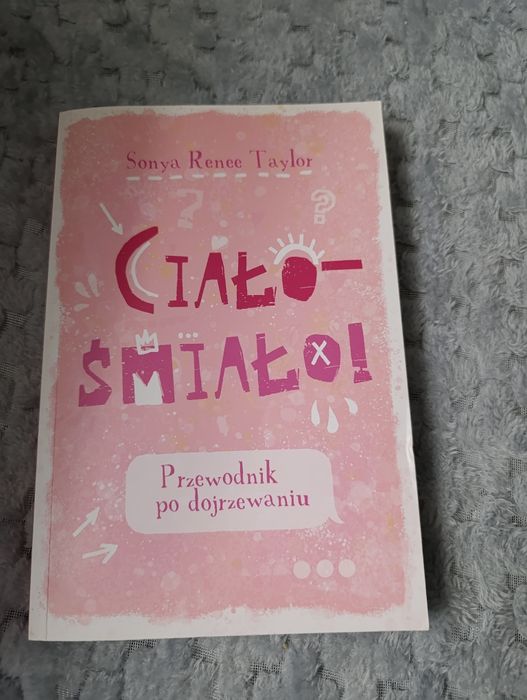 Sonya Renee Taylor
? ?
CIAŁO-
ŚMIAŁO!
Przewodnik
po dojrzewaniu